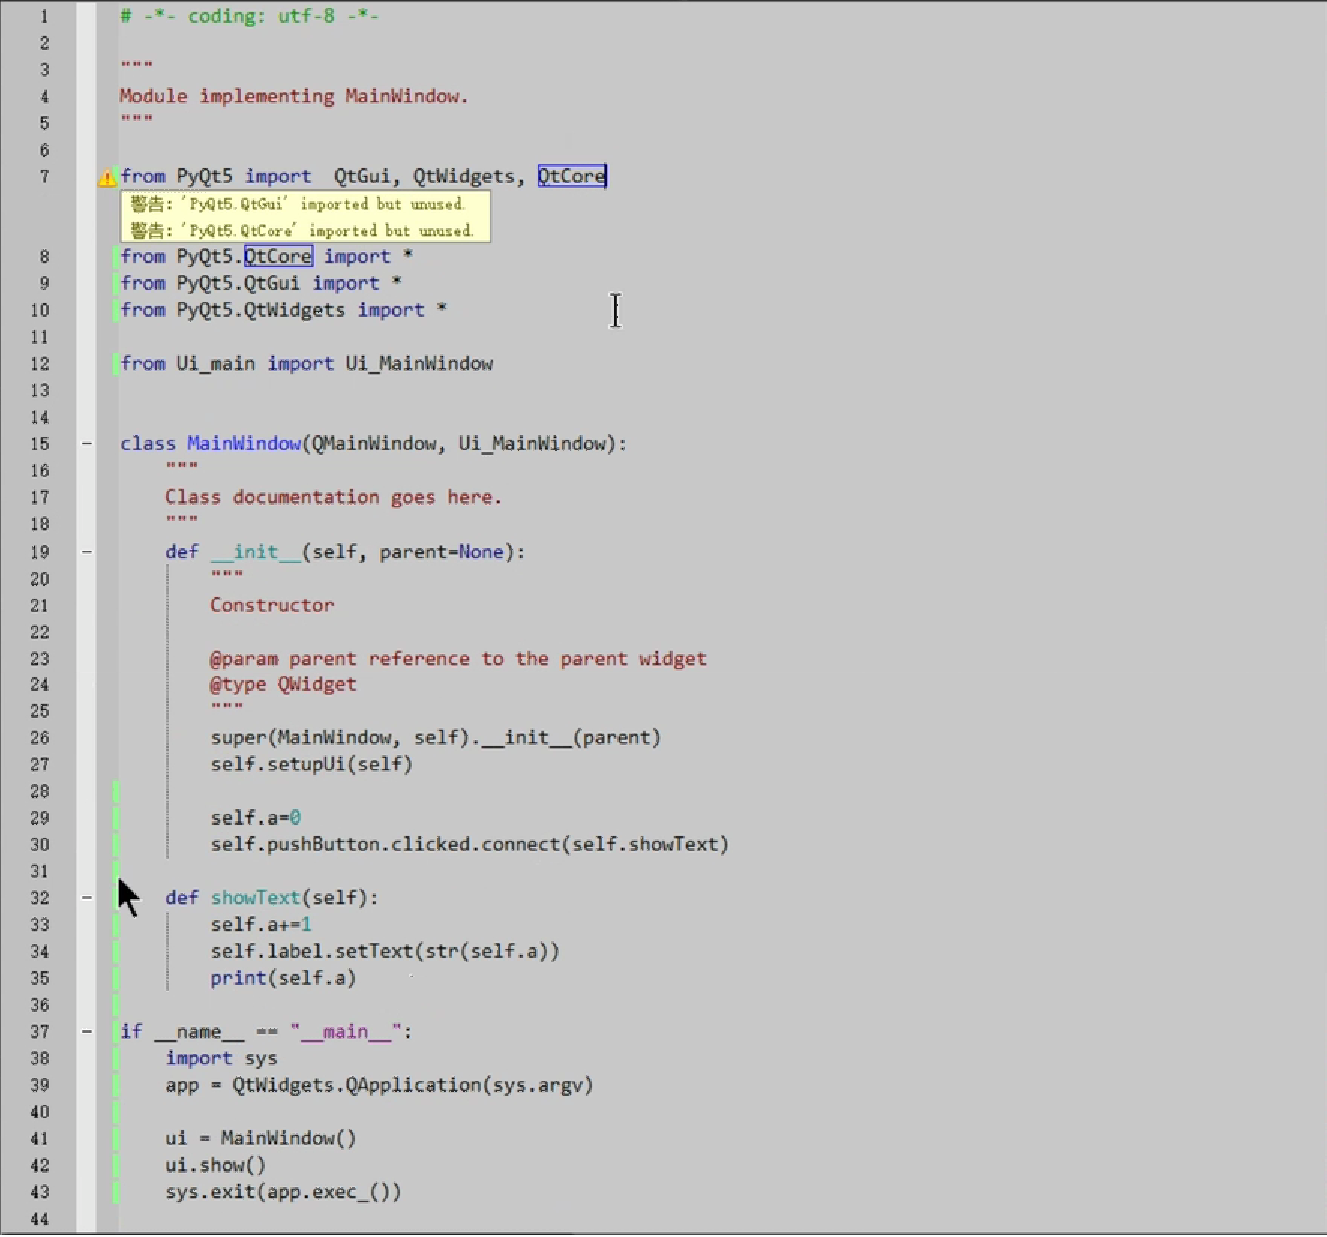 1 # -*- coding: utf-8 -*-
2
3 """
4 Module implementing MainWindow.
5 """
6
7 from PyQt5 import  QtGui, QtWidgets, QtCore
警告: 'PyQt5.QtGui' imported but unused.
警告: 'PyQt5.QtCore' imported but unused.
8 from PyQt5.QtCore import *
9 from PyQt5.QtGui import *
10 from PyQt5.QtWidgets import *
11
12 from Ui_main import Ui_MainWindow
13
14
15 class MainWindow(QMainWindow, Ui_MainWindow):
16     """
17     Class documentation goes here.
18     """
19     def __init__(self, parent=None):
20         """
21         Constructor
22
23         @param parent reference to the parent widget
24         @type QWidget
25         """
26         super(MainWindow, self).__init__(parent)
27         self.setupUi(self)
28
29         self.a=0
30         self.pushButton.clicked.connect(self.showText)
31
32     def showText(self):
33         self.a+=1
34         self.label.setText(str(self.a))
35         print(self.a)
36
37 if __name__ == "__main__":
38     import sys
39     app = QtWidgets.QApplication(sys.argv)
40
41     ui = MainWindow()
42     ui.show()
43     sys.exit(app.exec_())
44